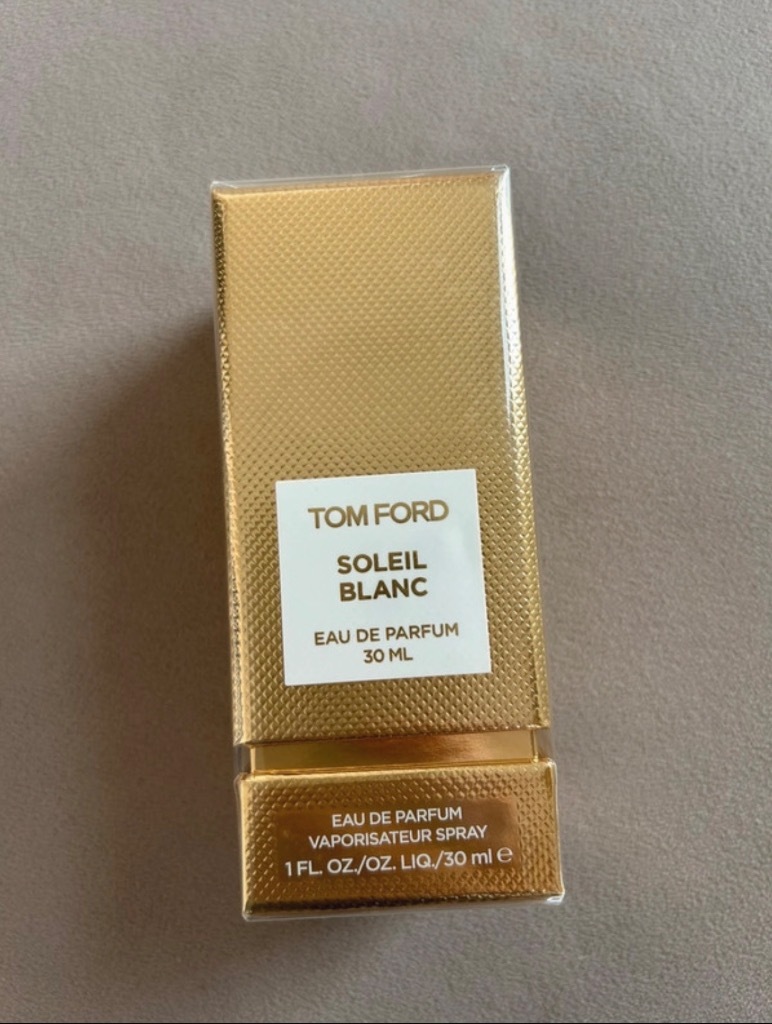 TOM FORD
SOLEIL
BLANC
EAU DE PARFUM
30 ML
EAU DE PARFUM
VAPORISATEUR SPRAY
1 FL. OZ./OZ. LIQ./30 ml ℮